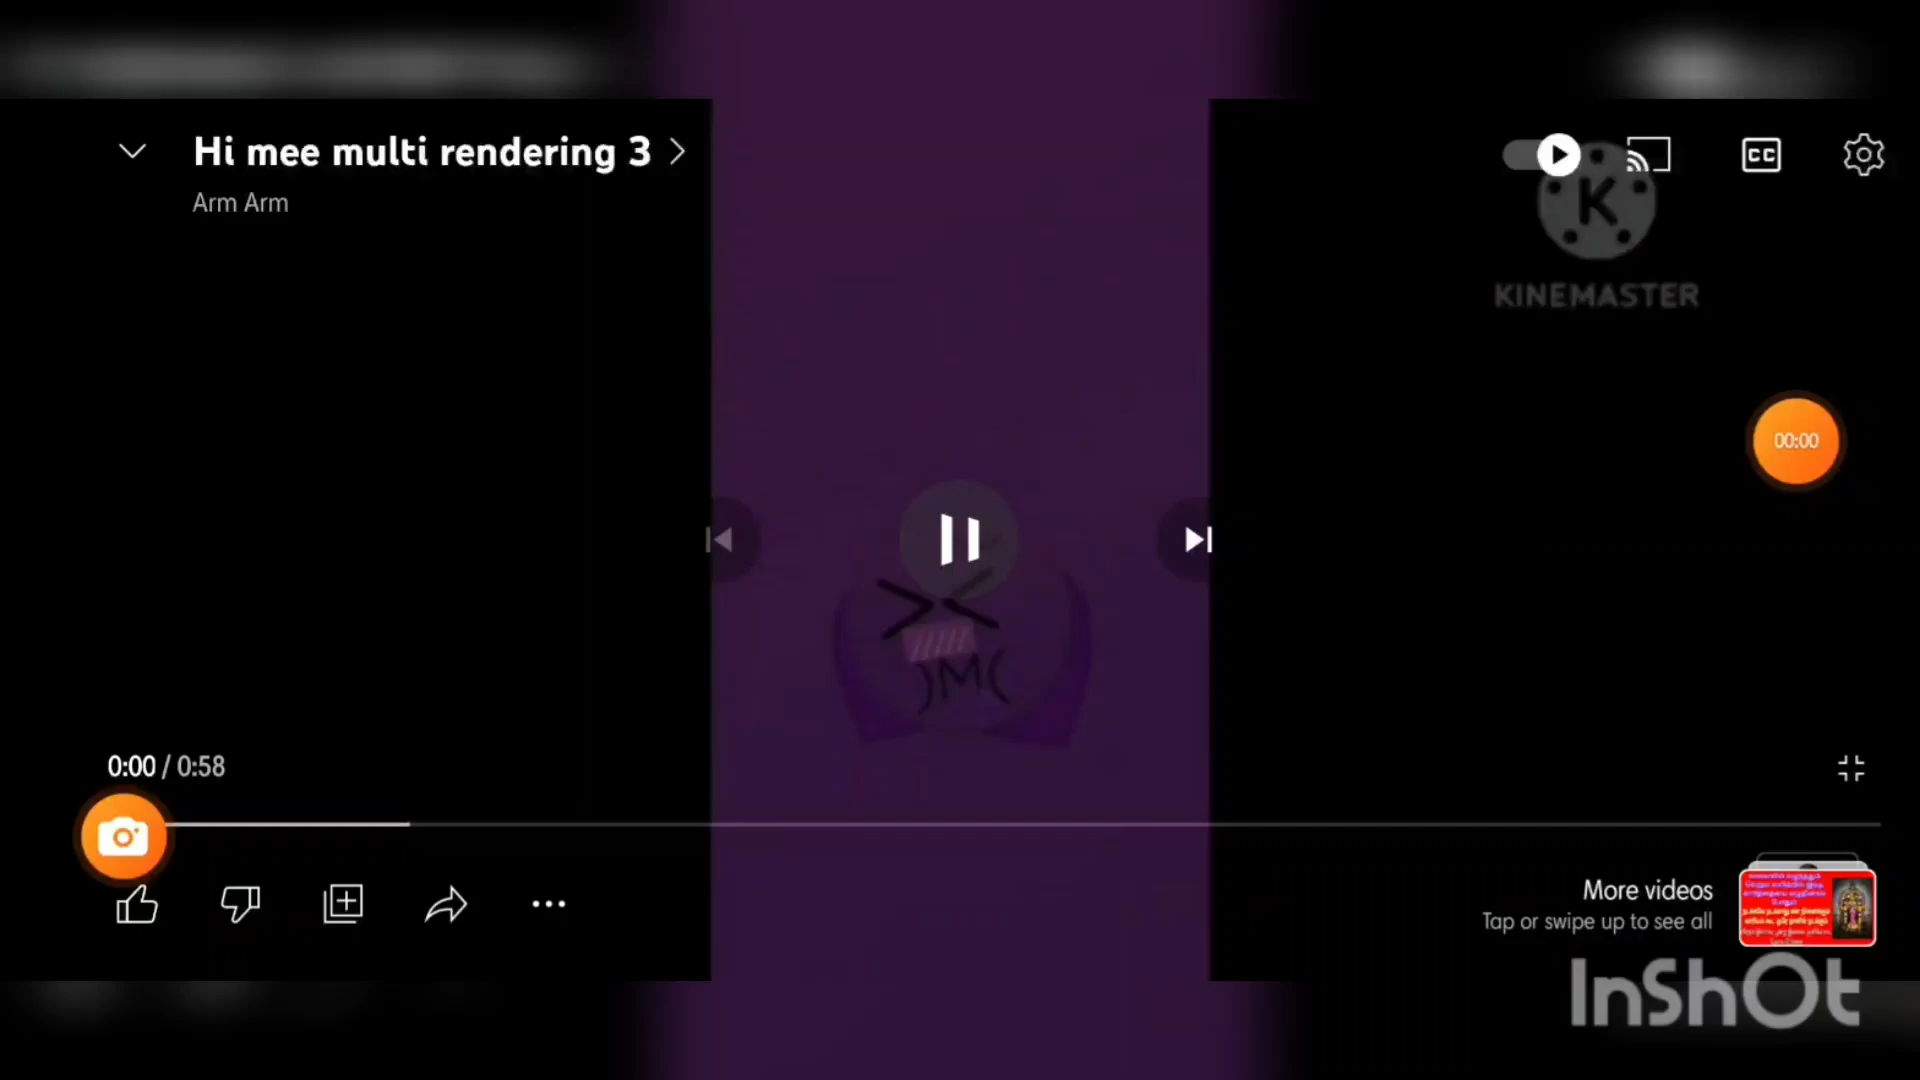 Hi mee multi rendering 3
Arm Arm
CC
K
KINEMASTER
00:00
)M(
0:00 / 0:58
More videos
Tap or swipe up to see all
InShOt